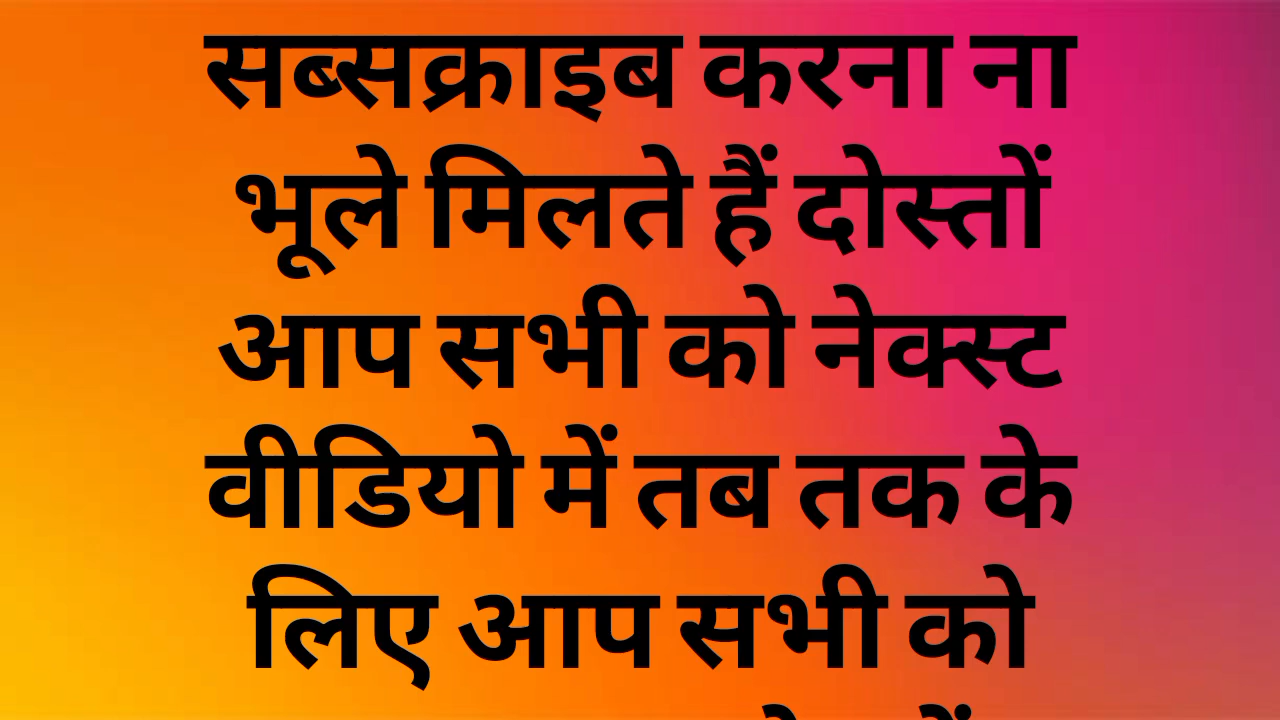 सब्सक्राइब करना ना
भूले मिलते हैं दोस्तों
आप सभी को नेक्स्ट
वीडियो में तब तक के
लिए आप सभी को